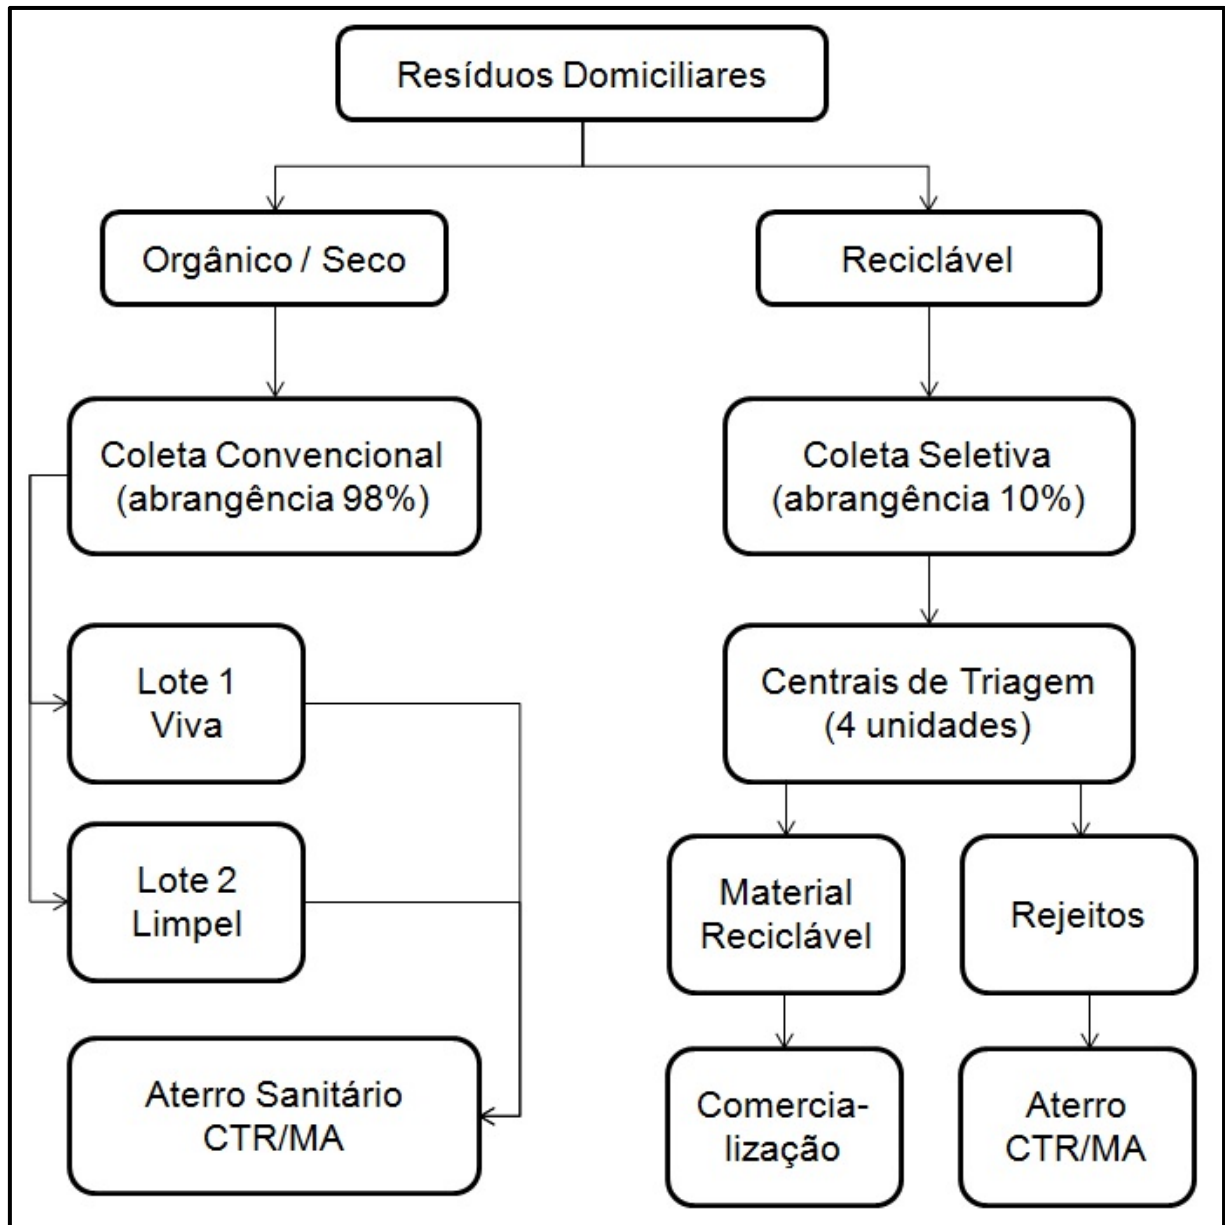 Resíduos Domiciliares
Orgânico / Seco
Reciclável
Coleta Convencional
(abrangência 98%)
Coleta Seletiva
(abrangência 10%)
Lote 1
Viva
Centrais de Triagem
(4 unidades)
Lote 2
Limpel
Material
Reciclável
Rejeitos
Aterro Sanitário
CTR/MA
Comercia-
lização
Aterro
CTR/MA